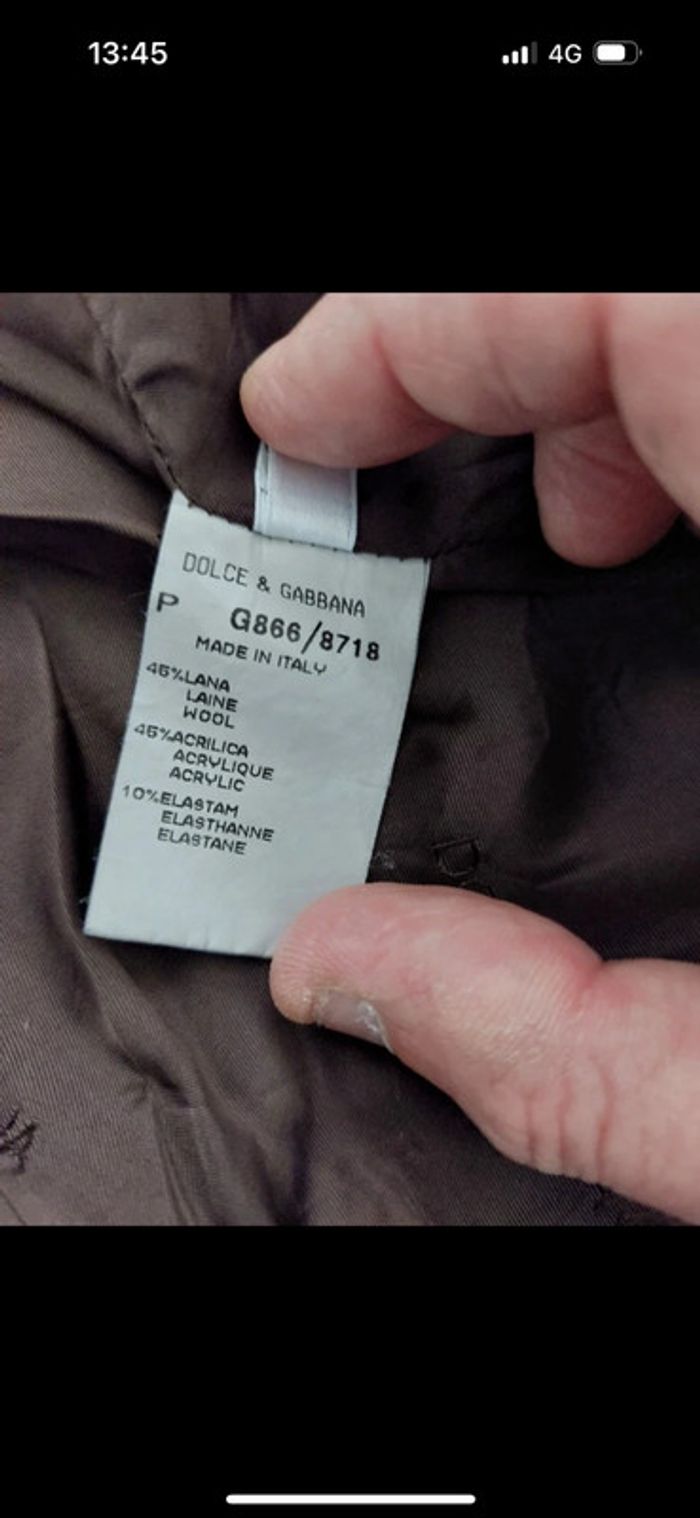 13:45 4G
DOLCE & GABBANA
P G866/8718
MADE IN ITALY
45%LANA
LAINE
WOOL
45%ACRILICA
ACRYLIQUE
ACRYLIC
10%ELASTAM
ELASTHANNE
ELASTANE